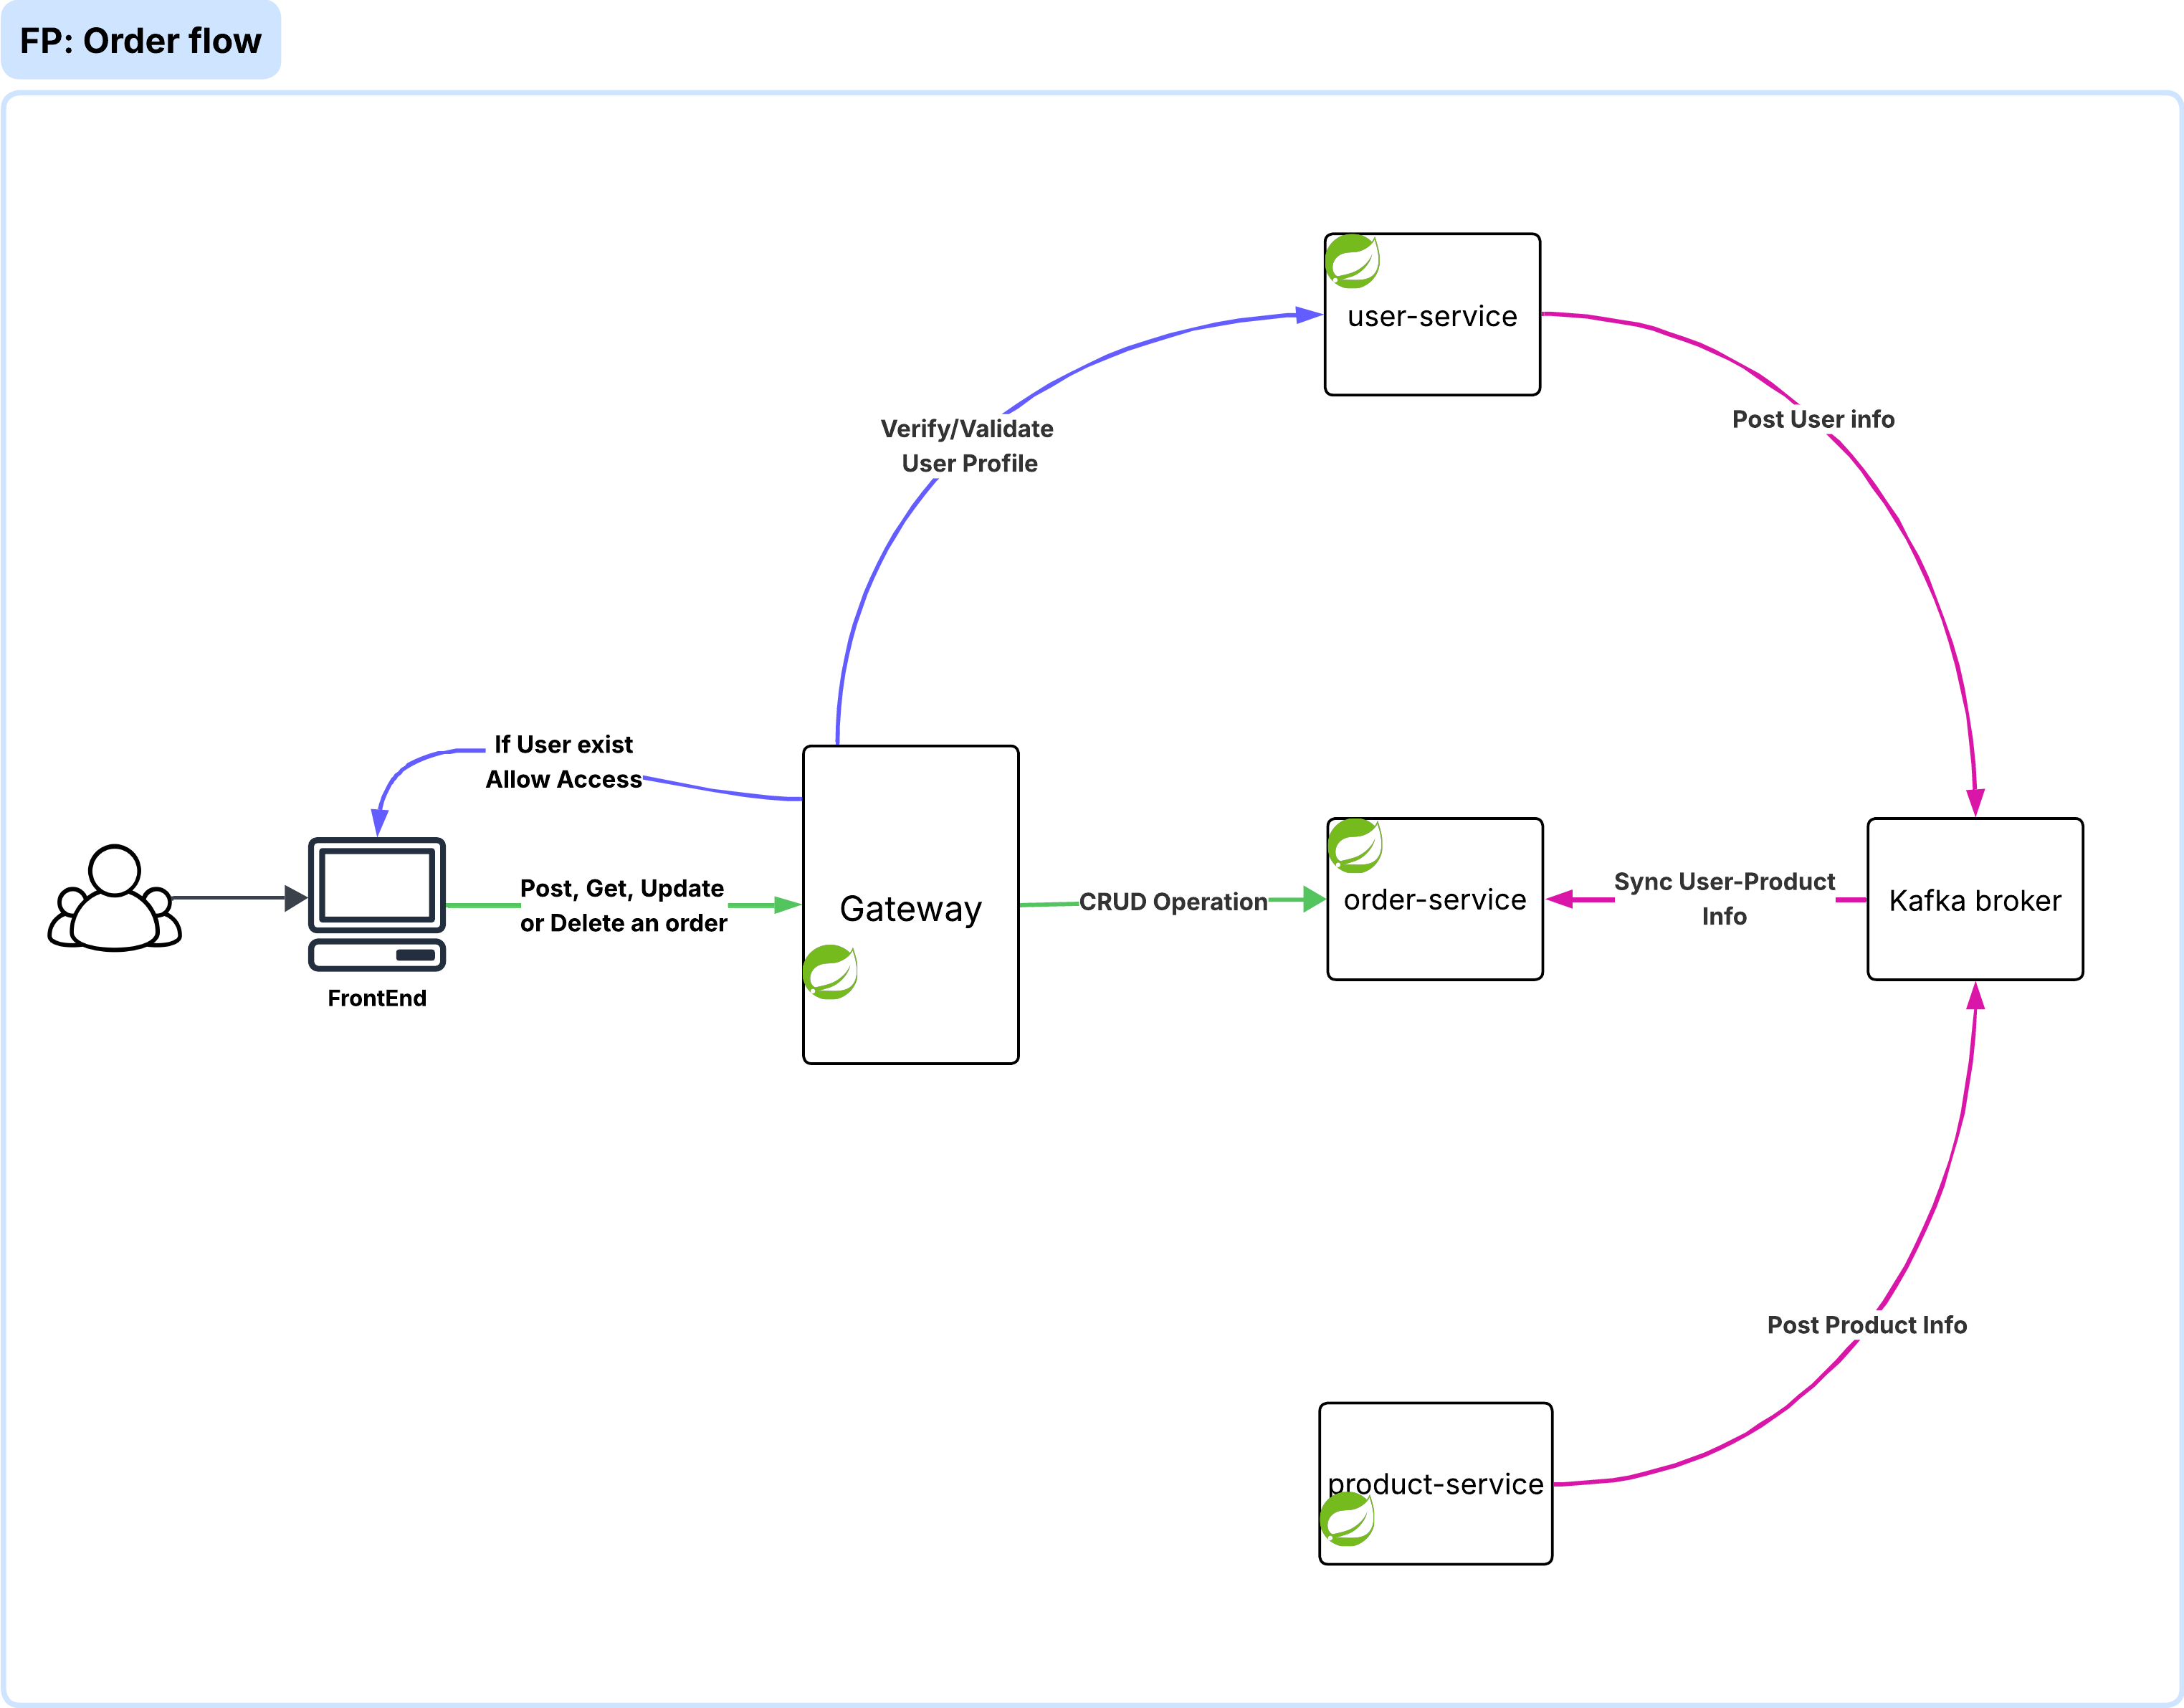 FP: Order flow
user-service
Post User info
Verify/Validate
User Profile
If User exist
Allow Access
Post, Get, Update
or Delete an order
FrontEnd
Gateway
CRUD Operation
order-service
Sync User-Product
Info
Kafka broker
Post Product Info
product-service